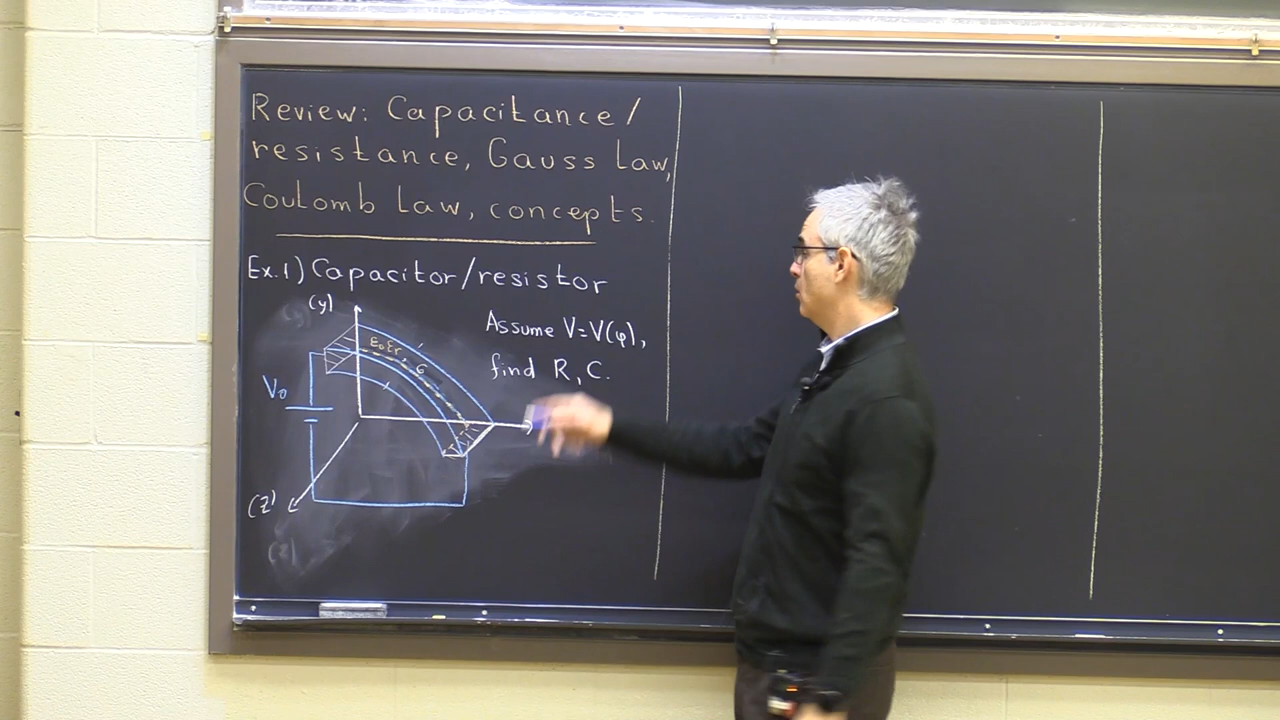 Review: Capacitance/
resistance, Gauss Law,
Coulomb Law, concepts.
Ex.1) Capacitor/resistor
(y)
Assume V=V(φ),
find R, C.
ε₀εr
σ
V₀
(z)
(z)